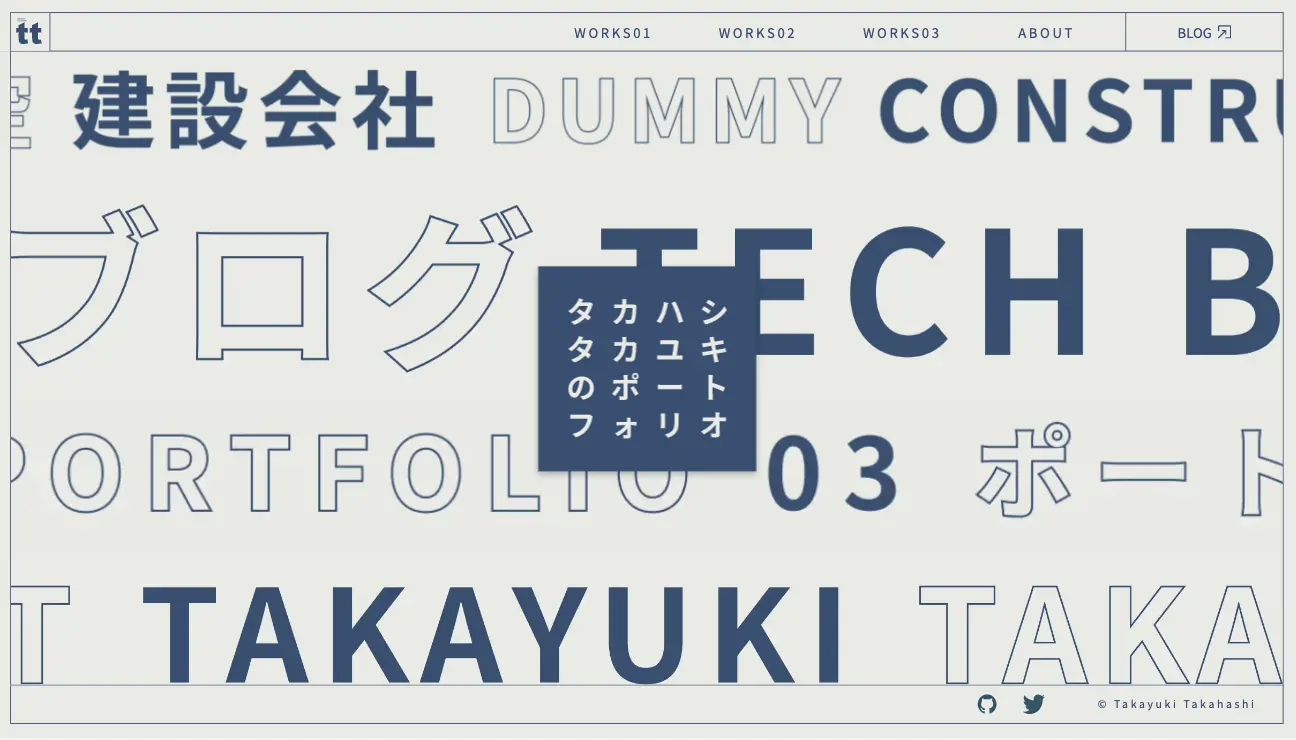 tt
WORKS01 WORKS02 WORKS03 ABOUT BLOG
建設会社 DUMMY CONSTRU
ブログ TECH B
タカハシ
タカユキ
のポート
フォリオ
PORTFOLIO 03 ポート
T TAKAYUKI TAKA
© Takayuki Takahashi